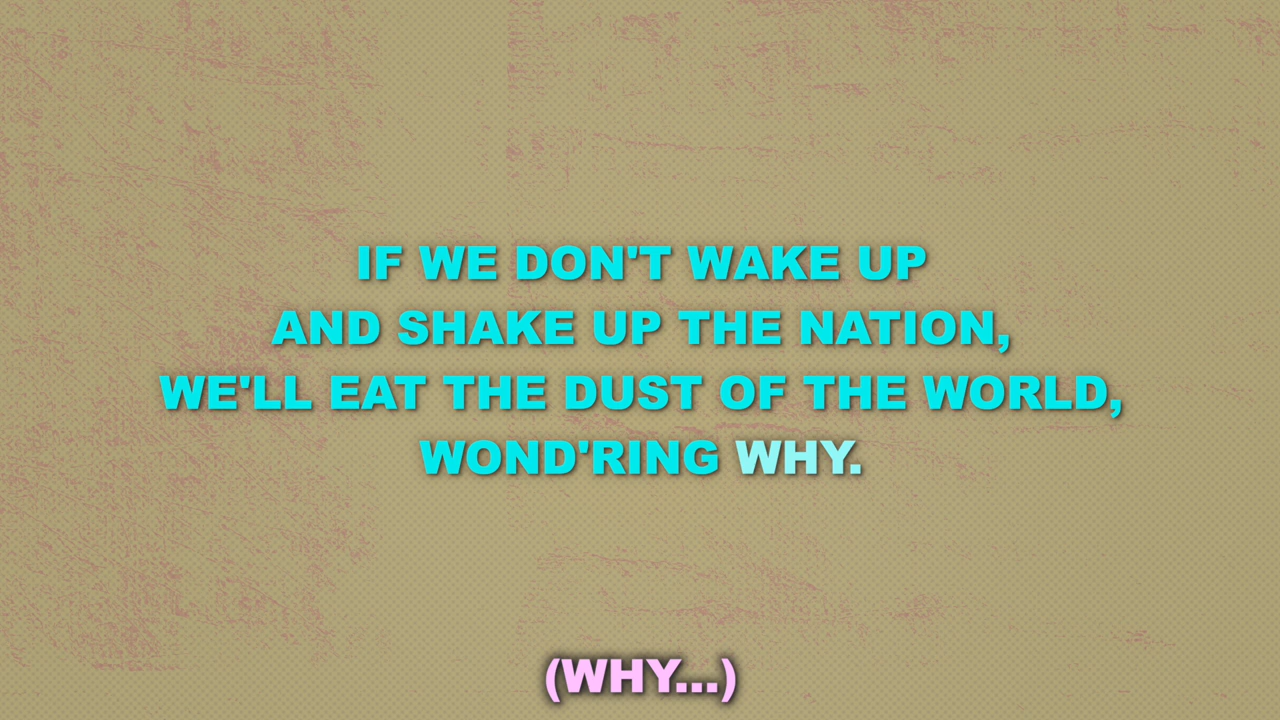 IF WE DON'T WAKE UP
AND SHAKE UP THE NATION,
WE'LL EAT THE DUST OF THE WORLD,
WOND'RING WHY.
(WHY...)